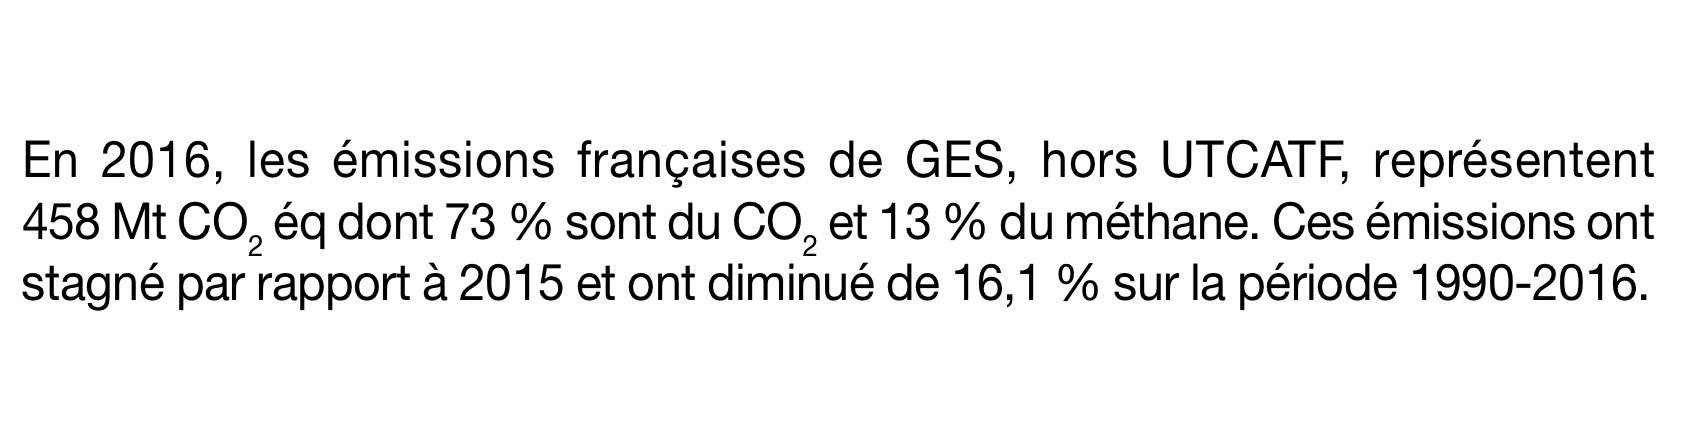 En 2016, les émissions françaises de GES, hors UTCATF, représentent
458 Mt CO₂ éq dont 73 % sont du CO₂ et 13 % du méthane. Ces émissions ont
stagné par rapport à 2015 et ont diminué de 16,1 % sur la période 1990-2016.